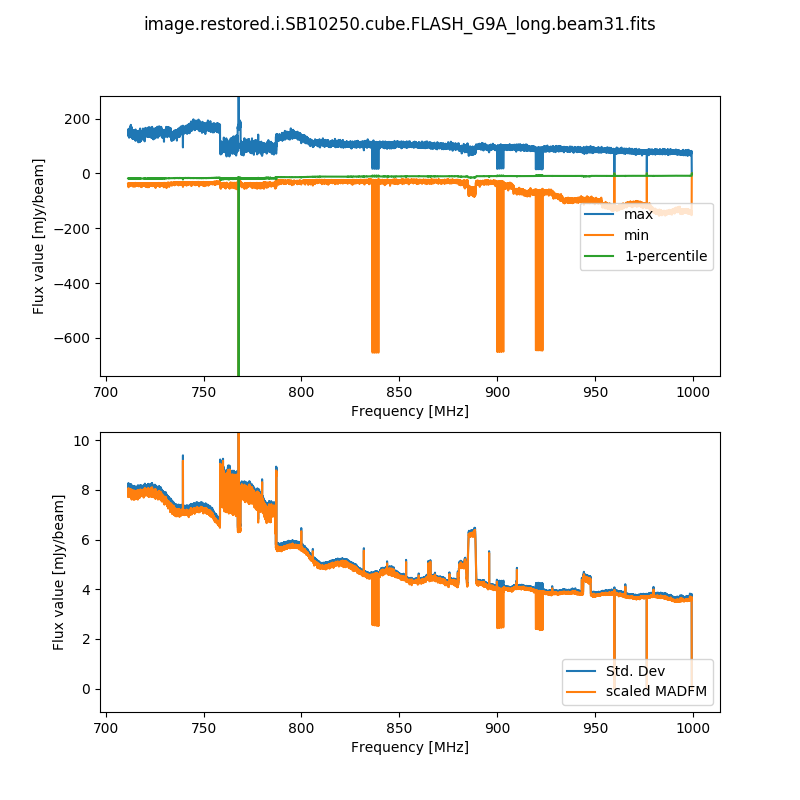 image.restored.i.SB10250.cube.FLASH_G9A_long.beam31.fits
200
0
−200
−400
−600
Flux value [mJy/beam]
max
min
1-percentile
700 750 800 850 900 950 1000
Frequency [MHz]
10
8
6
4
2
0
Flux value [mJy/beam]
Std. Dev
scaled MADFM
700 750 800 850 900 950 1000
Frequency [MHz]